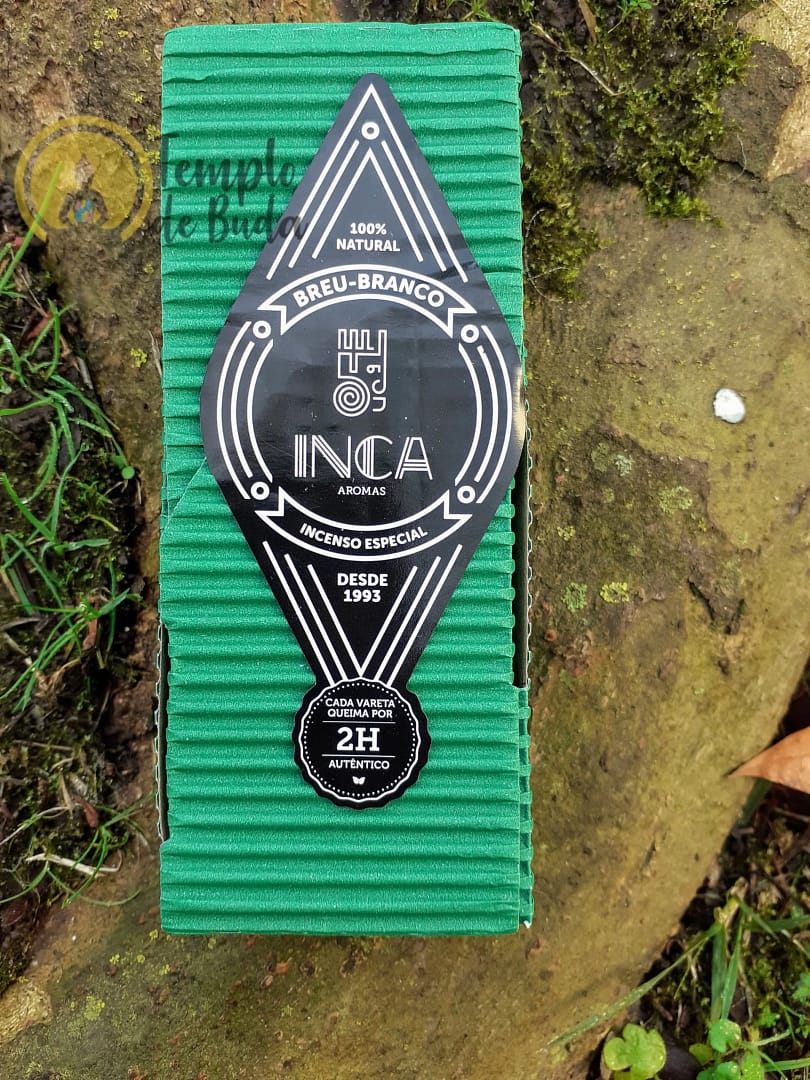 Templo
de Buda
100%
NATURAL
BREU-BRANCO
INCA
AROMAS
INCENSO ESPECIAL
DESDE
1993
CADA VARETA
QUEIMA POR
2H
AUTÊNTICO